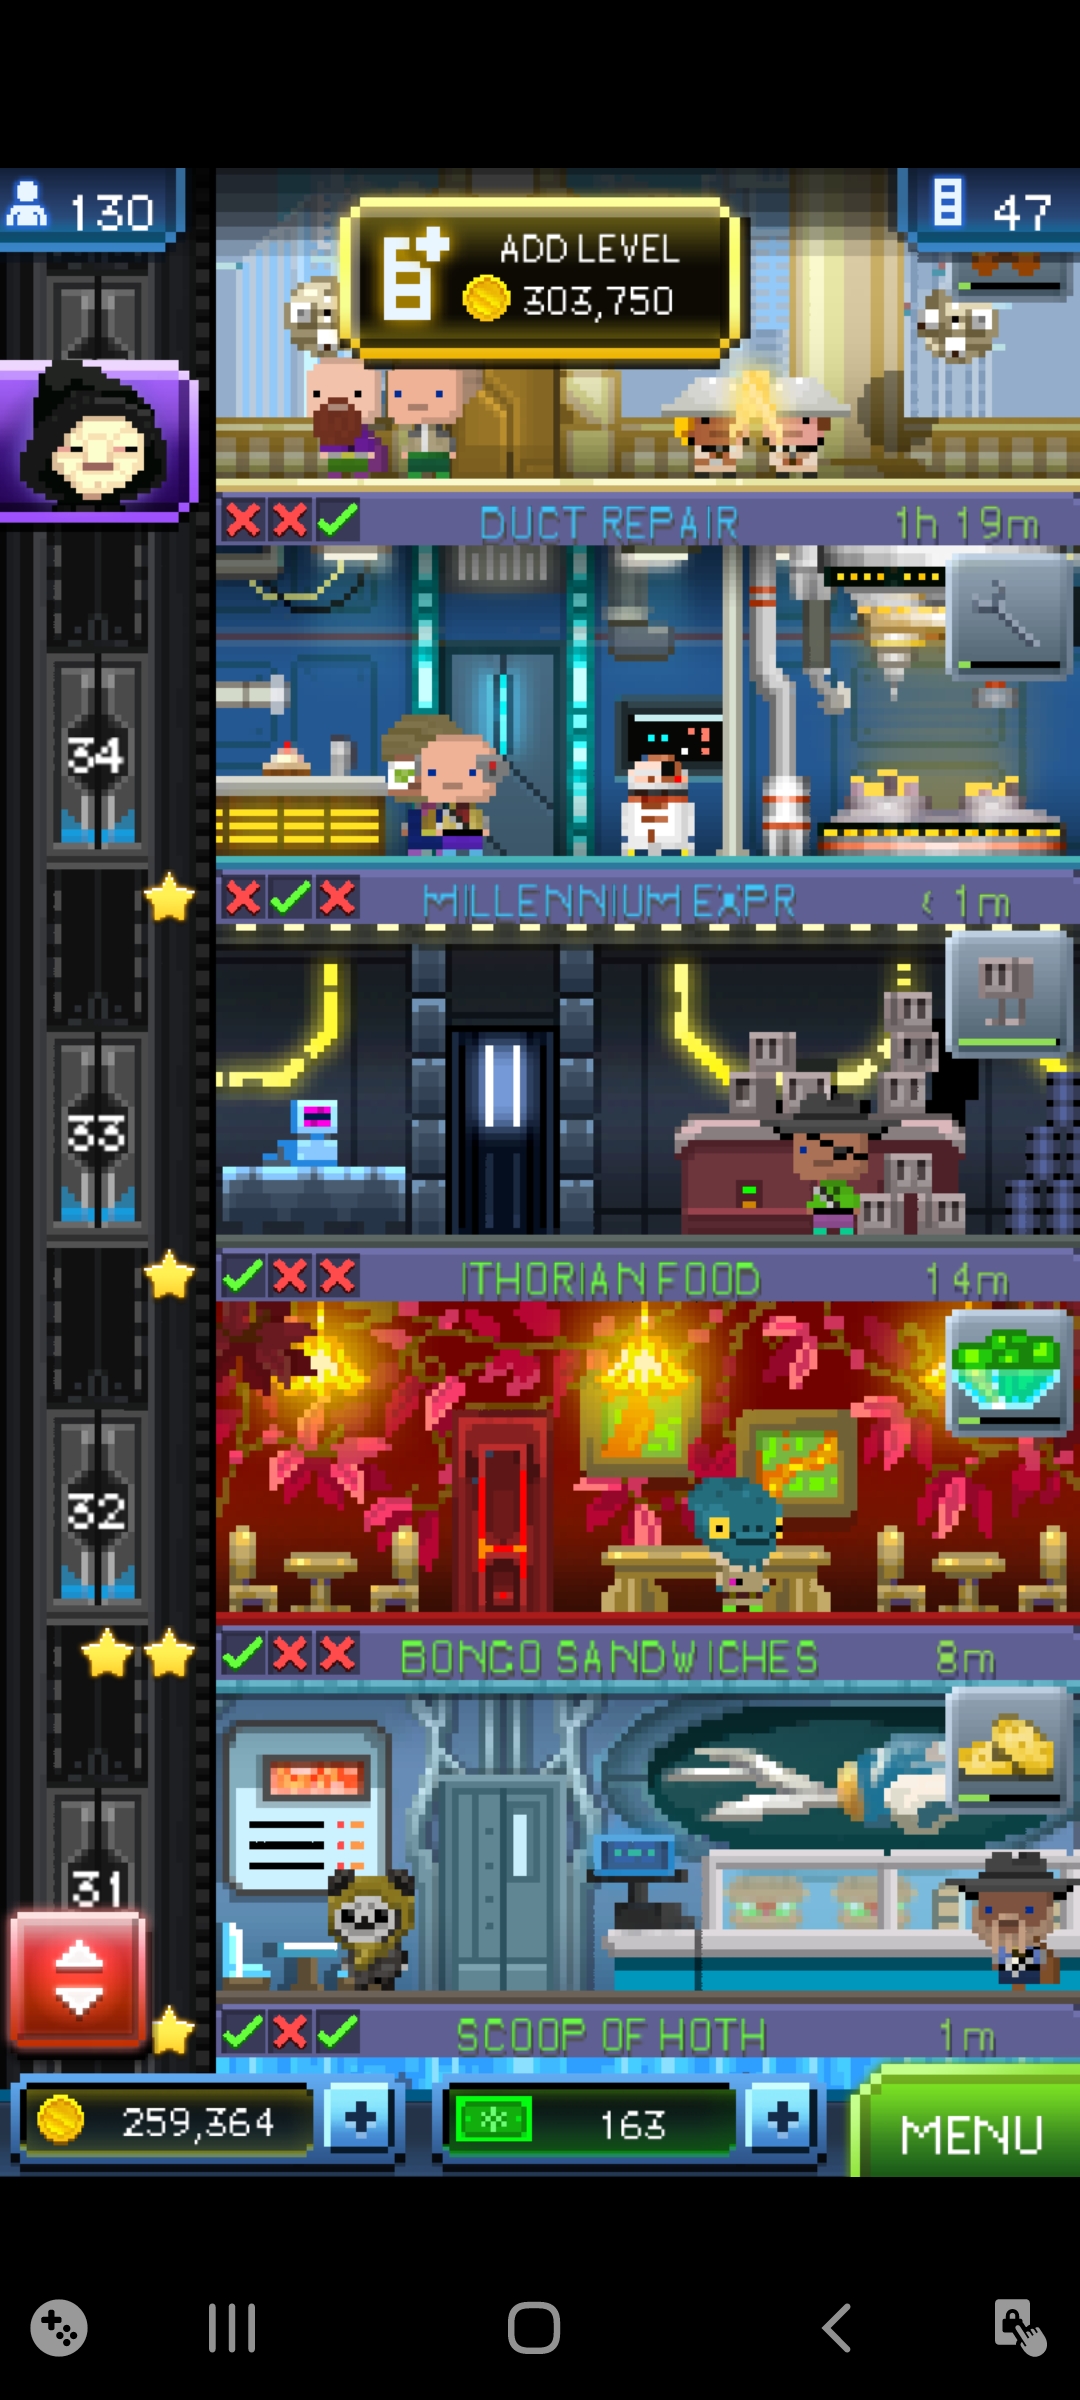 130
47
ADD LEVEL
303,750
DUCT REPAIR 1h 19m
34
MILLENNIUM EXPR < 1m
33
ITHORIAN FOOD 14m
32
BONGO SANDWICHES 8m
31
SCOOP OF HOTH 1m
259,364
163
MENU